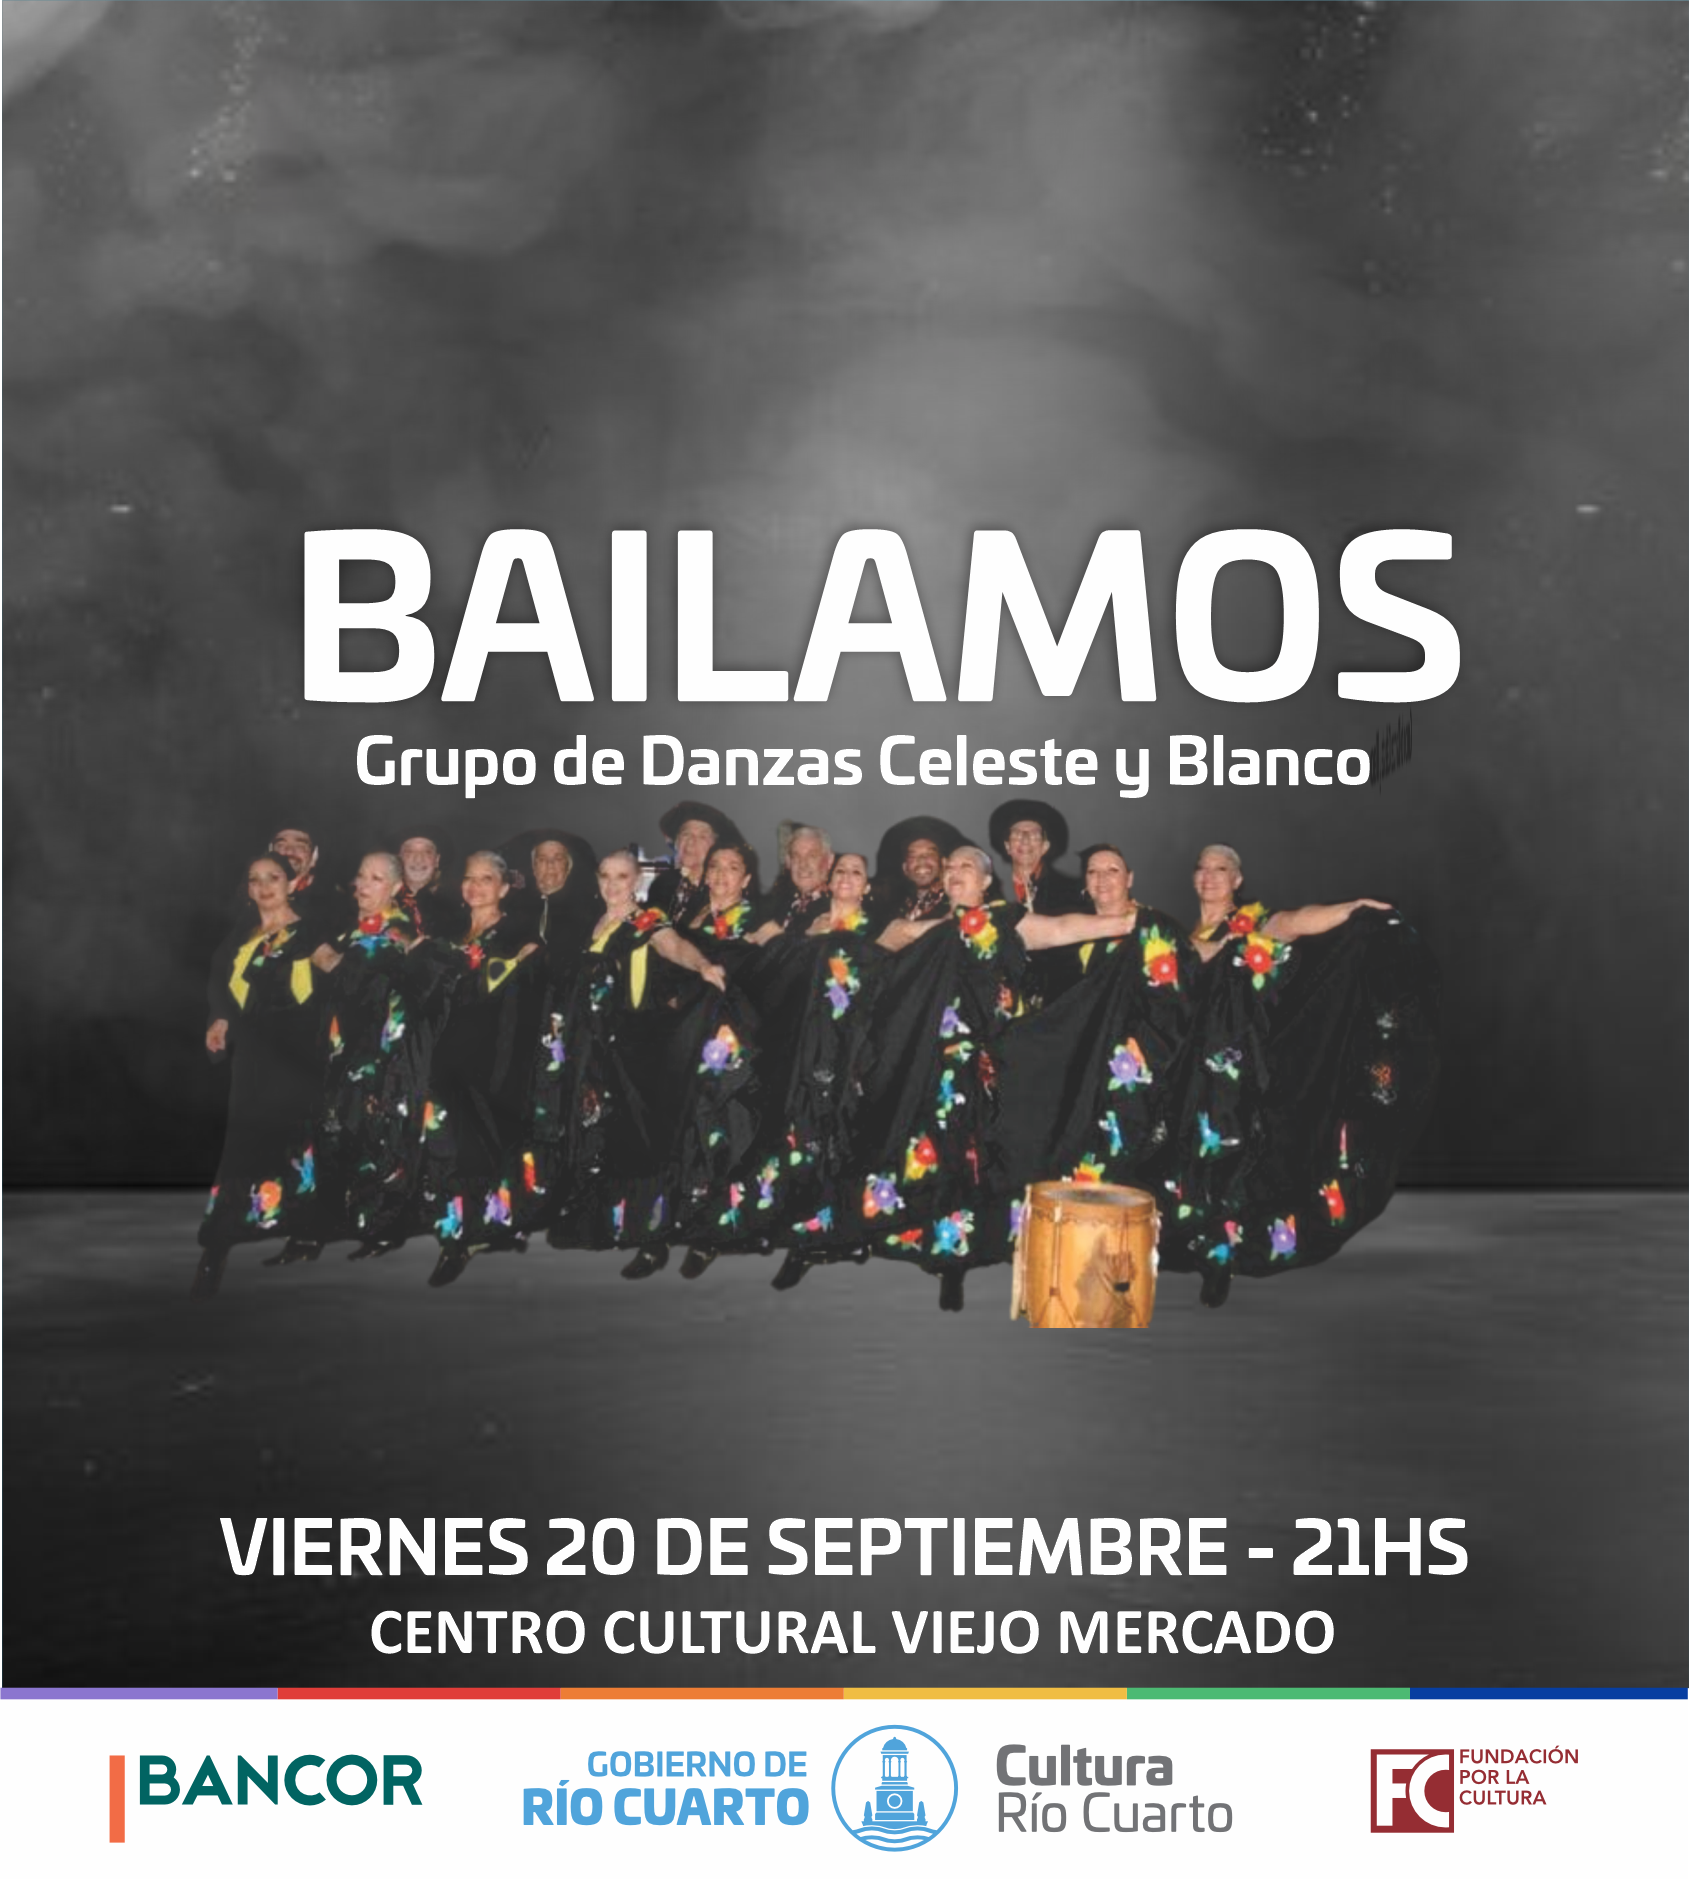 BAILAMOS
Grupo de Danzas Celeste y Blanco
VIERNES 20 DE SEPTIEMBRE - 21HS
CENTRO CULTURAL VIEJO MERCADO
BANCOR
GOBIERNO DE
RÍO CUARTO
Cultura
Río Cuarto
FC
FUNDACIÓN
POR LA
CULTURA